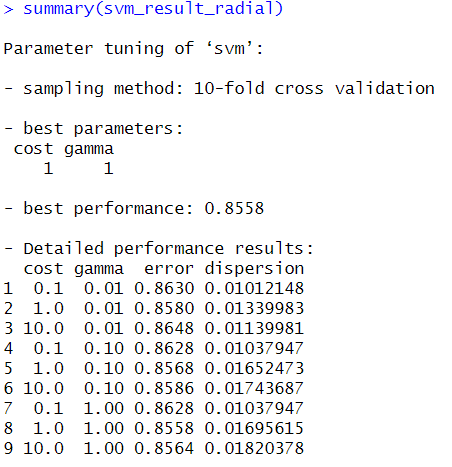 > summary(svm_result_radial)
Parameter tuning of ‘svm’:
- sampling method: 10-fold cross validation
- best parameters:
cost gamma
1 1
- best performance: 0.8558
- Detailed performance results:
cost gamma error dispersion
1 0.1 0.01 0.8630 0.01012148
2 1.0 0.01 0.8580 0.01339983
3 10.0 0.01 0.8648 0.01139981
4 0.1 0.10 0.8628 0.01037947
5 1.0 0.10 0.8568 0.01652473
6 10.0 0.10 0.8586 0.01743687
7 0.1 1.00 0.8628 0.01037947
8 1.0 1.00 0.8558 0.01695615
9 10.0 1.00 0.8564 0.01820378